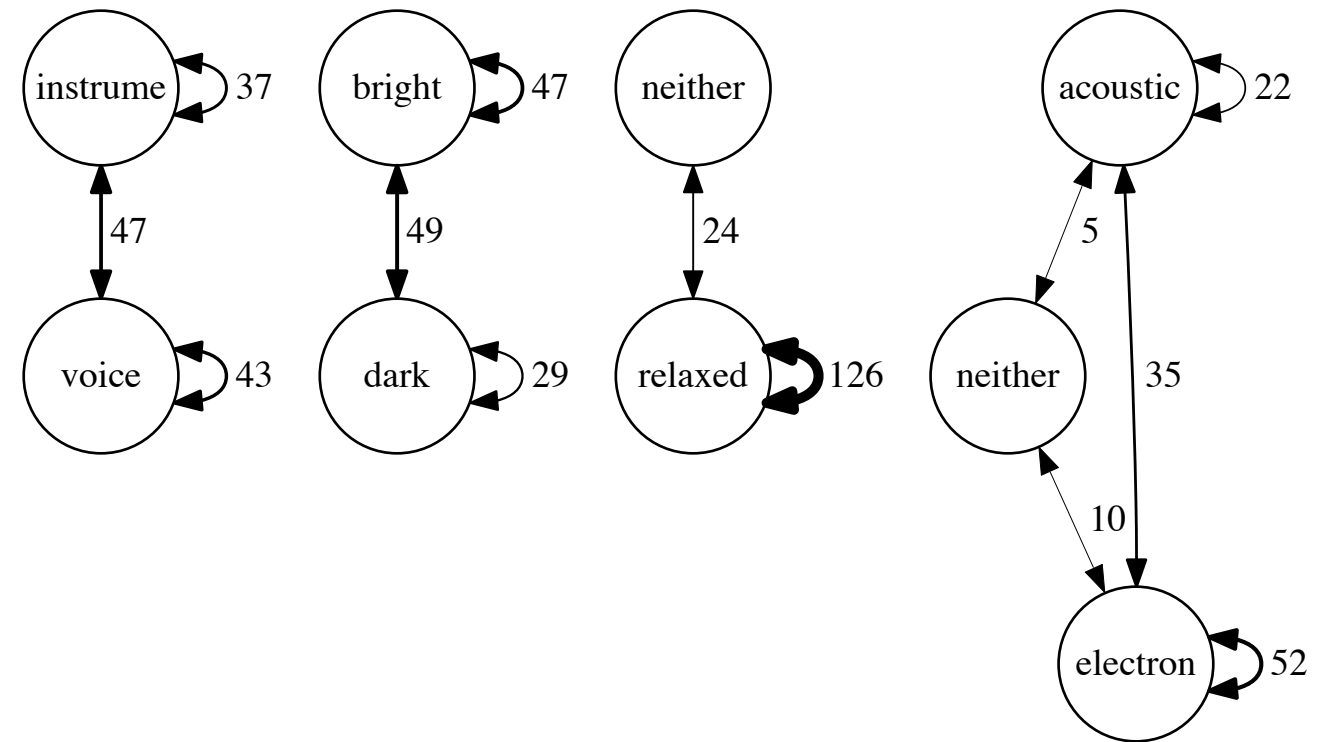 instrume 37 bright 47 neither acoustic 22
47 49 24 5
voice 43 dark 29 relaxed 126 neither 35
10
electron 52